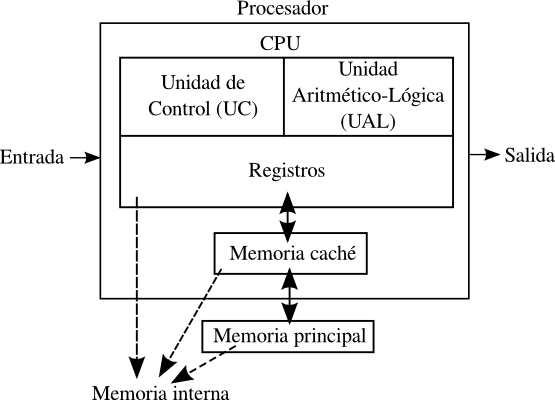 Procesador
CPU
Unidad de
Control (UC)
Unidad
Aritmético-Lógica
(UAL)
Entrada
Salida
Registros
Memoria caché
Memoria principal
Memoria interna